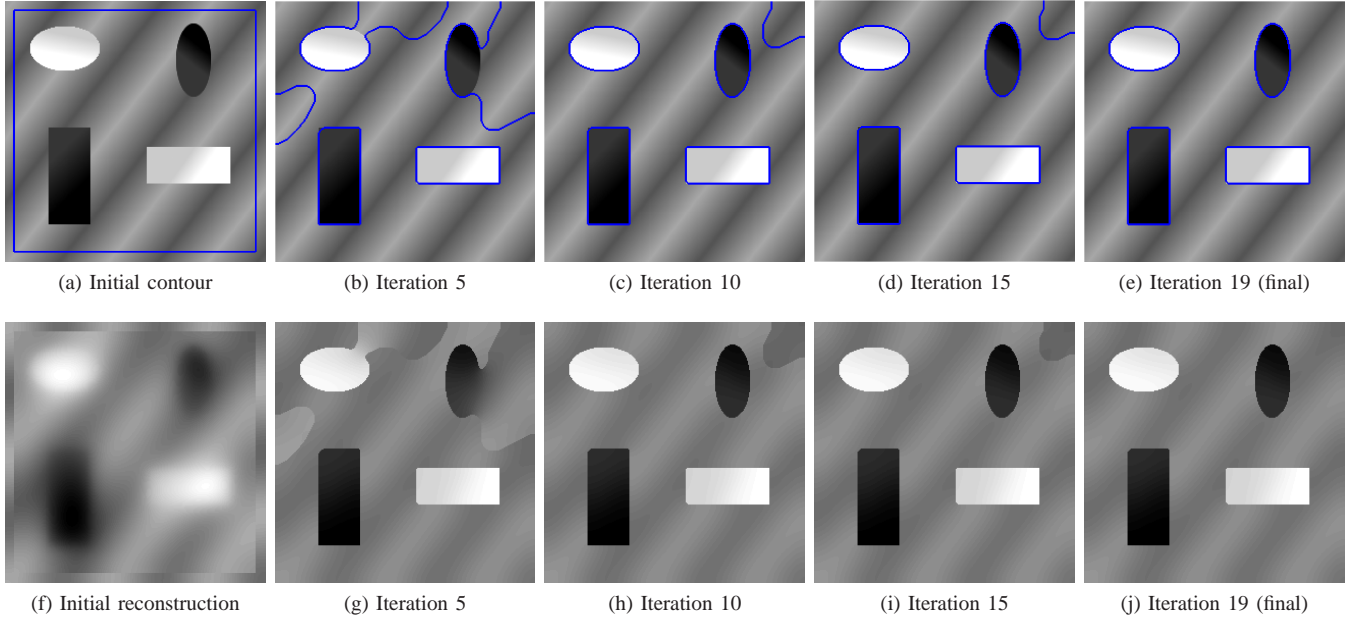 (a) Initial contour
(b) Iteration 5
(c) Iteration 10
(d) Iteration 15
(e) Iteration 19 (final)
(f) Initial reconstruction
(g) Iteration 5
(h) Iteration 10
(i) Iteration 15
(j) Iteration 19 (final)